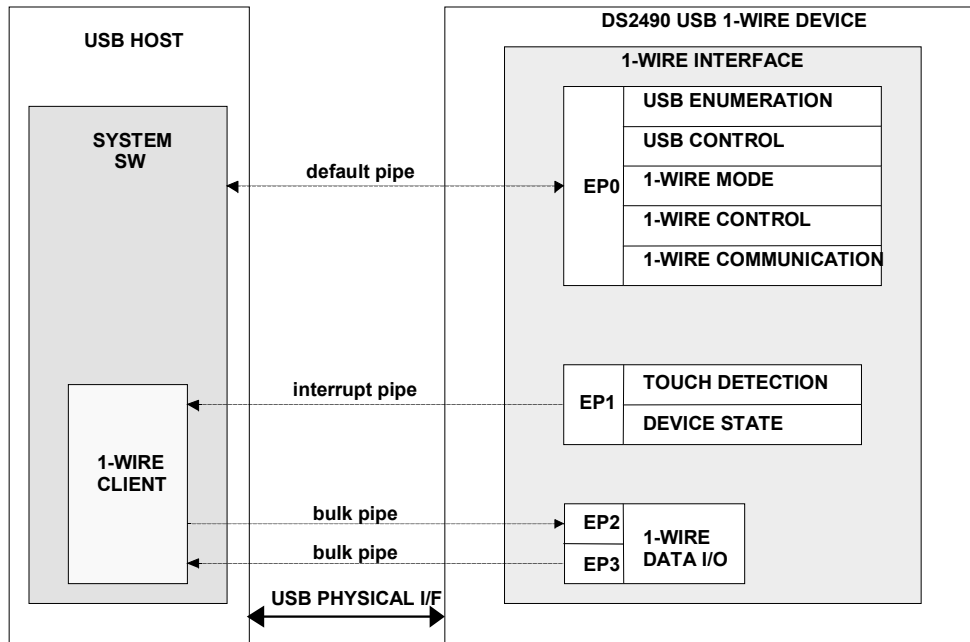 DS2490 USB 1-WIRE DEVICE
USB HOST
1-WIRE INTERFACE
SYSTEM
SW
default pipe
EP0
USB ENUMERATION
USB CONTROL
1-WIRE MODE
1-WIRE CONTROL
1-WIRE COMMUNICATION
interrupt pipe
EP1
TOUCH DETECTION
DEVICE STATE
1-WIRE
CLIENT
bulk pipe
EP2
bulk pipe
EP3
1-WIRE
DATA I/O
USB PHYSICAL I/F